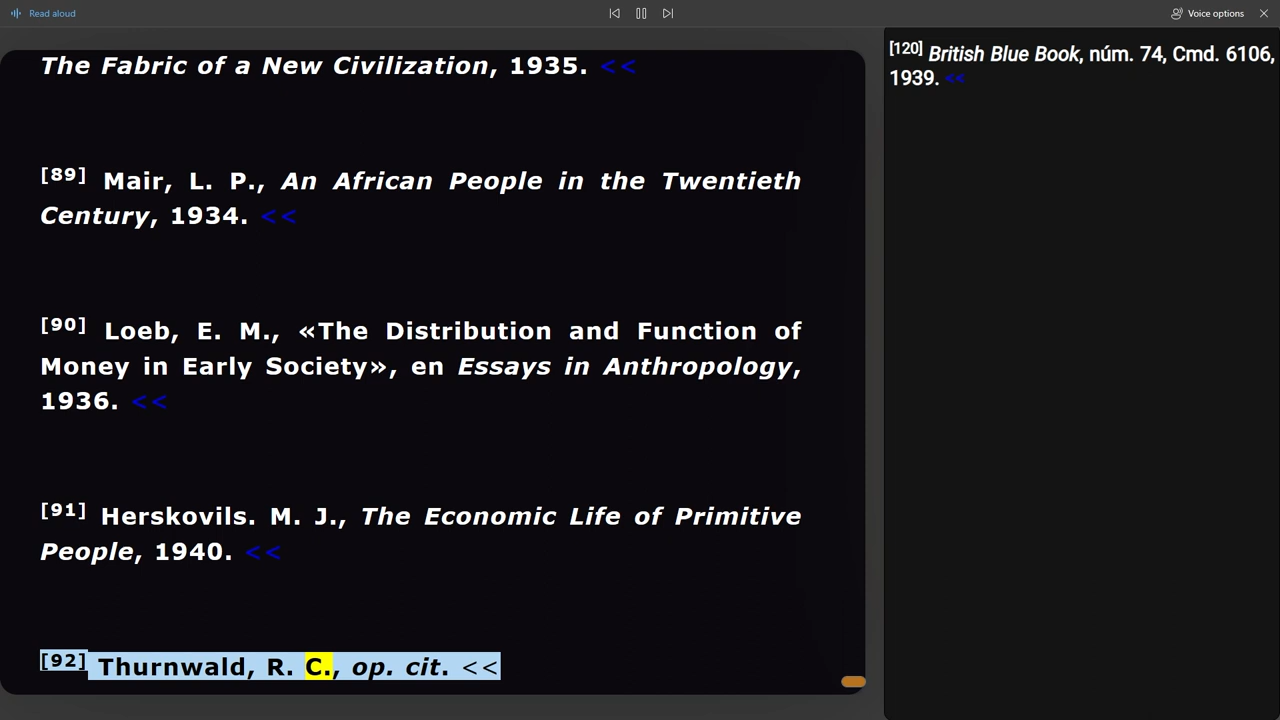 Read aloud
Voice options
The Fabric of a New Civilization, 1935. <<
[89] Mair, L. P., An African People in the Twentieth
Century, 1934. <<
[90] Loeb, E. M., «The Distribution and Function of
Money in Early Society», en Essays in Anthropology,
1936. <<
[91] Herskovils. M. J., The Economic Life of Primitive
People, 1940. <<
[92] Thurnwald, R. C., op. cit. <<
[120] British Blue Book, núm. 74, Cmd. 6106,
1939. <<